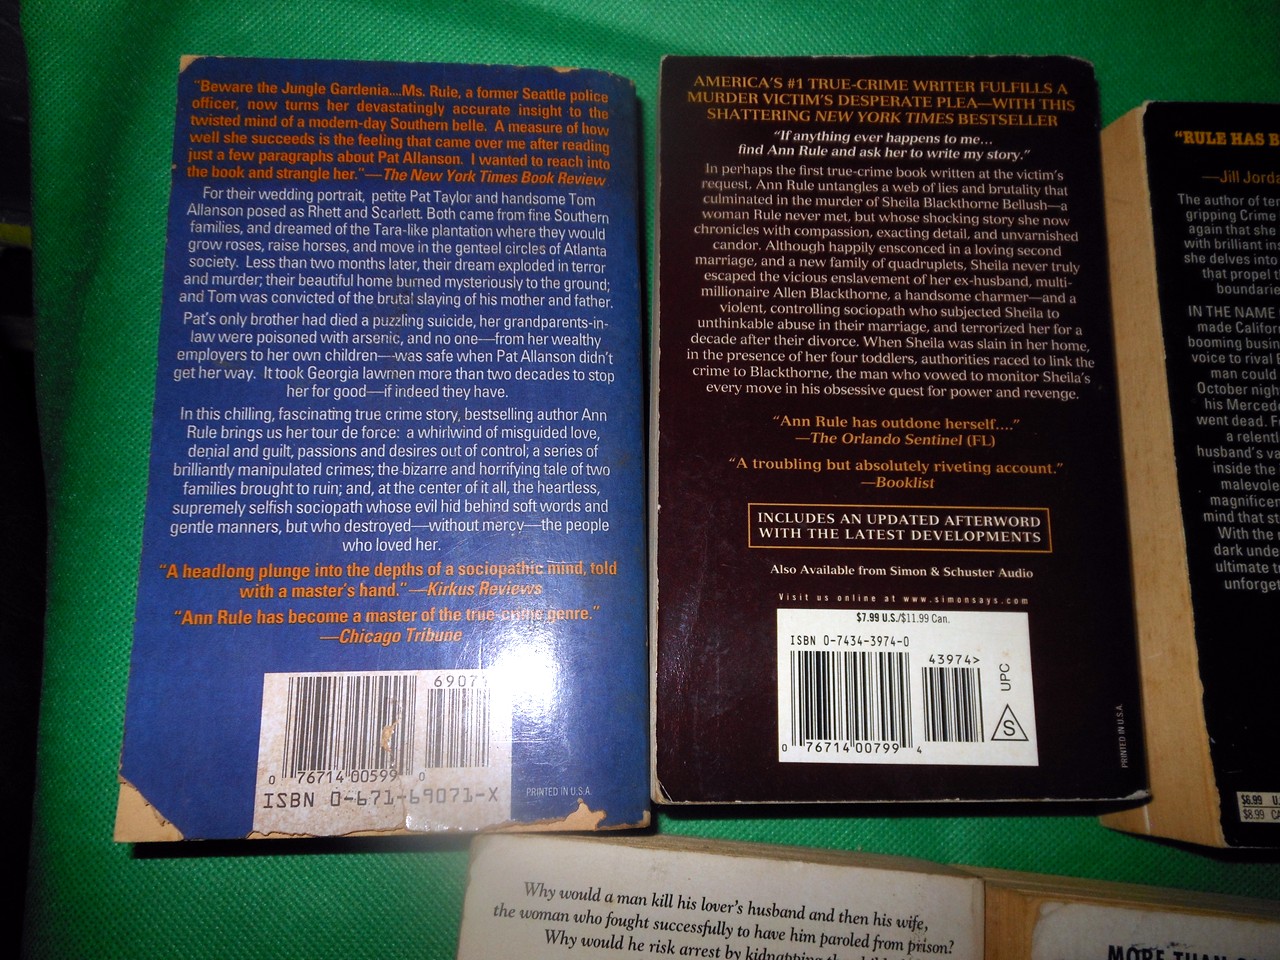 "Beware the Jungle Gardenia....Ms. Rule, a former Seattle police
officer, now turns her devastatingly accurate insight to the
twisted mind of a modern-day Southern belle. A measure of how
well she succeeds is the feeling that came over me after reading
just a few paragraphs about Pat Allanson. I wanted to reach into
the book and strangle her."—The New York Times Book Review
For their wedding portrait, petite Pat Taylor and handsome Tom
Allanson posed as Rhett and Scarlett. Both came from fine Southern
families, and dreamed of the Tara-like plantation where they would
grow roses, raise horses, and move in the genteel circles of Atlanta
society. Less than two months later, their dream exploded in terror
and murder; their beautiful home burned mysteriously to the ground;
and Tom was convicted of the brutal slaying of his mother and father.
Pat's only brother had died a puzzling suicide, her grandparents-in-
law were poisoned with arsenic, and no one—from her wealthy
employers to her own children—was safe when Pat Allanson didn't
get her way. It took Georgia lawmen more than two decades to stop
her for good—if indeed they have.
In this chilling, fascinating true crime story, bestselling author Ann
Rule brings us her tour de force: a whirlwind of misguided love,
denial and guilt, passions and desires out of control; a series of
brilliantly manipulated crimes; the bizarre and horrifying tale of two
families brought to ruin; and, at the center of it all, the heartless,
supremely selfish sociopath whose evil hid behind soft words and
gentle manners, but who destroyed—without mercy—the people
who loved her.
"A headlong plunge into the depths of a sociopathic mind, told
with a master's hand."—Kirkus Reviews
"Ann Rule has become a master of the true-crime genre."
—Chicago Tribune
69071
0 76714 00599 0
ISBN 0-671-69071-X
PRINTED IN U.S.A.
AMERICA'S #1 TRUE-CRIME WRITER FULFILLS A
MURDER VICTIM'S DESPERATE PLEA—WITH THIS
SHATTERING NEW YORK TIMES BESTSELLER
"If anything ever happens to me...
find Ann Rule and ask her to write my story."
In perhaps the first true-crime book written at the victim's
request, Ann Rule untangles a web of lies and brutality that
culminated in the murder of Sheila Blackthorne Bellush—a
woman Rule never met, but whose shocking story she now
chronicles with compassion, exacting detail, and unvarnished
candor. Although happily ensconced in a loving second
marriage, and a new family of quadruplets, Sheila never truly
escaped the vicious enslavement of her ex-husband, multi-
millionaire Allen Blackthorne, a handsome charmer—and a
violent, controlling sociopath who subjected Sheila to
unthinkable abuse in their marriage, and terrorized her for a
decade after their divorce. When Sheila was slain in her home,
in the presence of her four toddlers, authorities raced to link the
crime to Blackthorne, the man who vowed to monitor Sheila's
every move in his obsessive quest for power and revenge.
"Ann Rule has outdone herself...."
—The Orlando Sentinel (FL)
"A troubling but absolutely riveting account."
—Booklist
INCLUDES AN UPDATED AFTERWORD
WITH THE LATEST DEVELOPMENTS
Also Available from Simon & Schuster Audio
Visit us online at www.simonsays.com
$7.99 U.S./$11.99 Can.
ISBN 0-7434-3974-0
43974>
UPC
S
0 76714 00799 4
PRINTED IN U.S.A.
"RULE HAS B
—Jill Jorda
The author of
gripping Crime
again that she
with brilliant
she delves into
that propel
boundarie
IN THE NAME
made Califor
booming busin
voice to rival
man could
October night
his Merced
went dead. F
a relentl
husband's va
inside the
malevole
magnificen
mind that st
With the
dark unde
ultimate
unforget
$6.99 U
$8.99 CA
Why would a man kill his lover's husband and then his wife,
the woman who fought successfully to have him paroled from prison?
Why would he risk arrest by kidnapping
MORE THAN